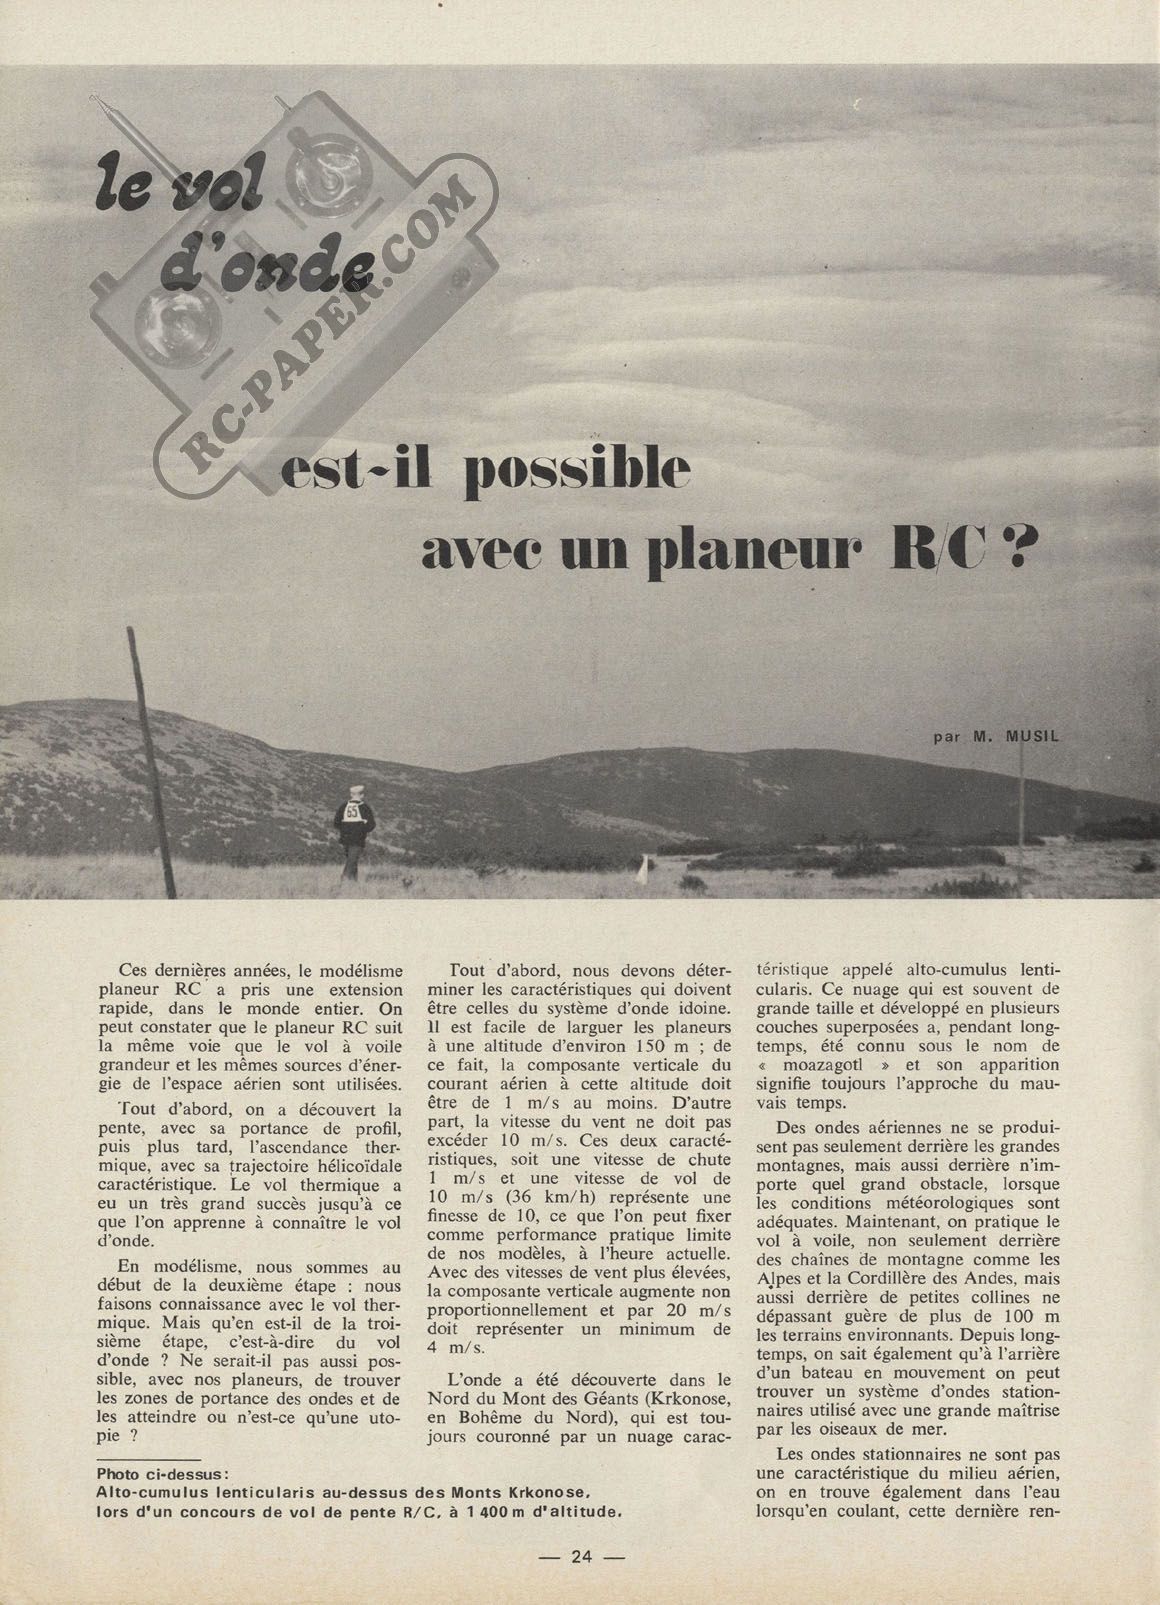 le vol
d'onde
RC-PAPER.COM
est-il possible
avec un planeur R/C ?
par M. MUSIL
65
Ces dernières années, le modélisme
planeur RC a pris une extension
rapide, dans le monde entier. On
peut constater que le planeur RC suit
la même voie que le vol à voile
grandeur et les mêmes sources d'éner-
gie de l'espace aérien sont utilisées.
Tout d'abord, on a découvert la
pente, avec sa portance de profil,
puis plus tard, l'ascendance ther-
mique, avec sa trajectoire hélicoïdale
caractéristique. Le vol thermique a
eu un très grand succès jusqu'à ce
que l'on apprenne à connaître le vol
d'onde.
En modélisme, nous sommes au
début de la deuxième étape : nous
faisons connaissance avec le vol ther-
mique. Mais qu'en est-il de la troi-
sième étape, c'est-à-dire du vol
d'onde ? Ne serait-il pas aussi pos-
sible, avec nos planeurs, de trouver
les zones de portance des ondes et de
les atteindre ou n'est-ce qu'une uto-
pie ?
Tout d'abord, nous devons déter-
miner les caractéristiques qui doivent
être celles du système d'onde idoine.
Il est facile de larguer les planeurs
à une altitude d'environ 150 m ; de
ce fait, la composante verticale du
courant aérien à cette altitude doit
être de 1 m/s au moins. D'autre
part, la vitesse du vent ne doit pas
excéder 10 m/s. Ces deux caracté-
ristiques, soit une vitesse de chute
1 m/s et une vitesse de vol de
10 m/s (36 km/h) représente une
finesse de 10, ce que l'on peut fixer
comme performance pratique limite
de nos modèles, à l'heure actuelle.
Avec des vitesses de vent plus élevées,
la composante verticale augmente non
proportionnellement et par 20 m/s
doit représenter un minimum de
4 m/s.
L'onde a été découverte dans le
Nord du Mont des Géants (Krkonose,
en Bohême du Nord), qui est tou-
jours couronné par un nuage carac-
téristique appelé alto-cumulus lenti-
cularis. Ce nuage qui est souvent de
grande taille et développé en plusieurs
couches superposées a, pendant long-
temps, été connu sous le nom de
« moazagotl » et son apparition
signifie toujours l'approche du mau-
vais temps.
Des ondes aériennes ne se produi-
sent pas seulement derrière les grandes
montagnes, mais aussi derrière n'im-
porte quel grand obstacle, lorsque
les conditions météorologiques sont
adéquates. Maintenant, on pratique le
vol à voile, non seulement derrière
des chaînes de montagne comme les
Alpes et la Cordillère des Andes, mais
aussi derrière de petites collines ne
dépassant guère de plus de 100 m
les terrains environnants. Depuis long-
temps, on sait également qu'à l'arrière
d'un bateau en mouvement on peut
trouver un système d'ondes station-
naires utilisé avec une grande maîtrise
par les oiseaux de mer.
Les ondes stationnaires ne sont pas
une caractéristique du milieu aérien,
on en trouve également dans l'eau
lorsqu'en coulant, cette dernière ren-
Photo ci-dessus :
Alto-cumulus lenticularis au-dessus des Monts Krkonose,
lors d'un concours de vol de pente R/C, à 1 400 m d'altitude.
— 24 —